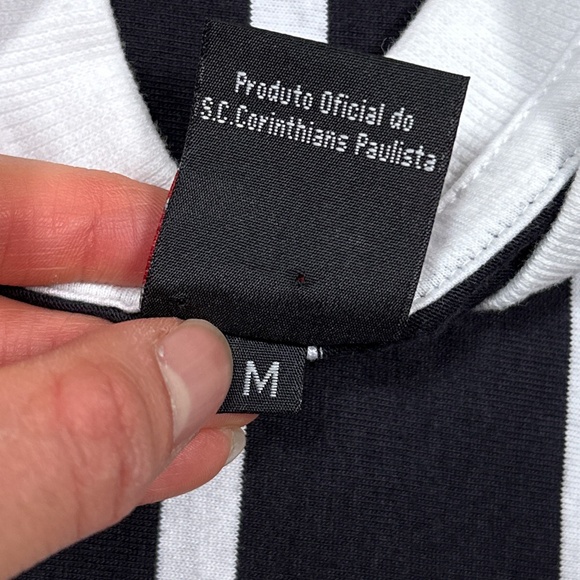 Produto Oficial do
S.C.Corinthians Paulista
M